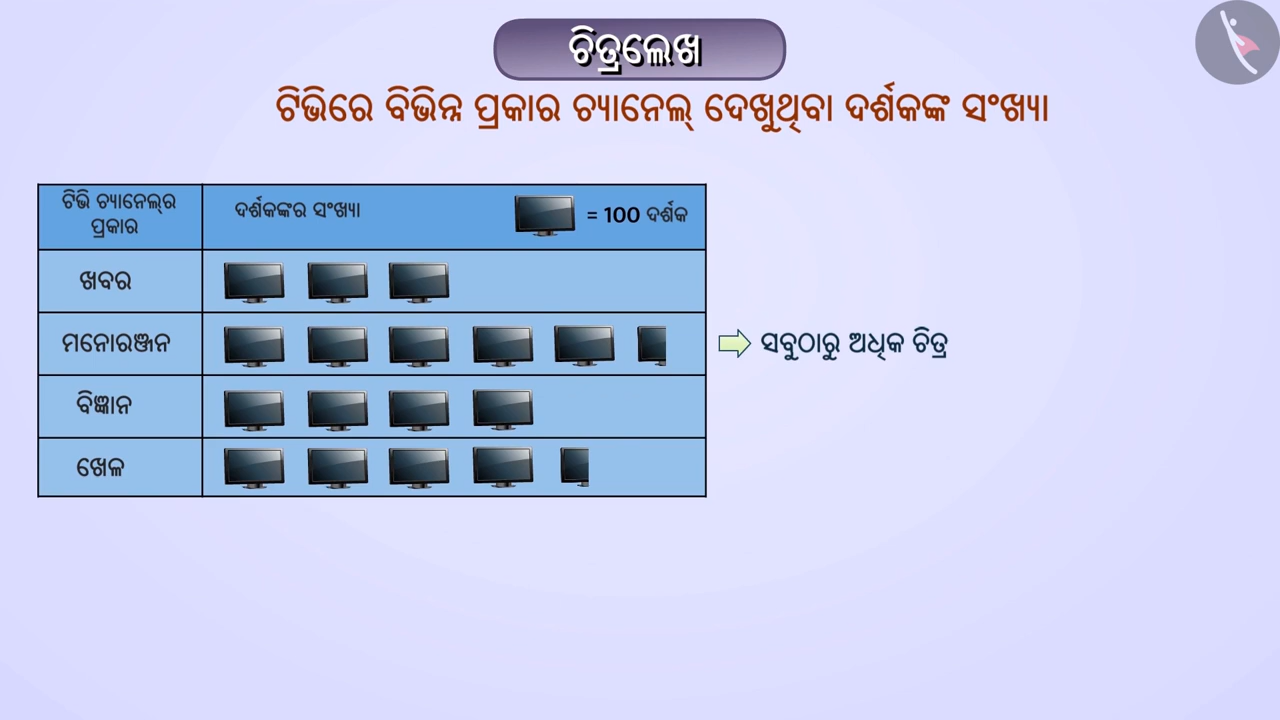 ଚିତ୍ରଲେଖ
ଟିଭିରେ ବିଭିନ୍ନ ପ୍ରକାର ଚ୍ୟାନେଲ୍ ଦେଖୁଥିବା ଦର୍ଶକଙ୍କ ସଂଖ୍ୟା
ଟିଭି ଚ୍ୟାନେଲ୍‌ର
ପ୍ରକାର
ଦର୍ଶକଙ୍କର ସଂଖ୍ୟା
= 100 ଦର୍ଶକ
ଖବର
ମନୋରଞ୍ଜନ
ସବୁଠାରୁ ଅଧିକ ଚିତ୍ର
ବିଜ୍ଞାନ
ଖେଳ